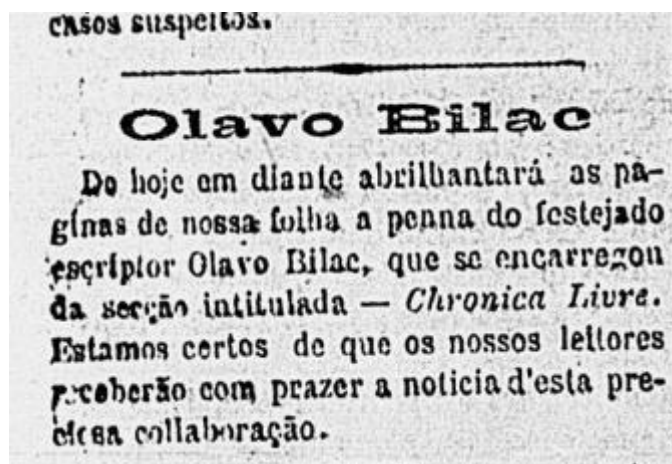 casos suspeitos.
Olavo Bilac
De hoje em diante abrilhantará as pa-
ginas de nossa folha a penna do festejado
escriptor Olavo Bilac, que se encarregou
da secção intitulada — Chronica Livre.
Estamos certos de que os nossos leitores
receberão com prazer a noticia d'esta pre-
ciosa collaboração.